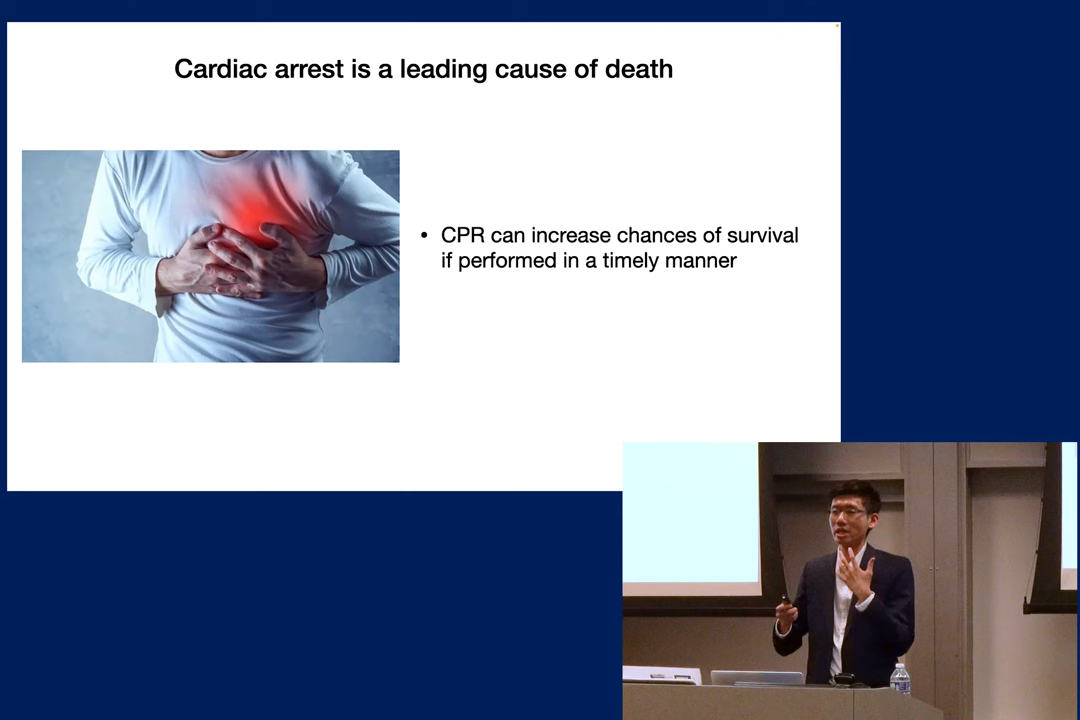 Cardiac arrest is a leading cause of death
• CPR can increase chances of survival
if performed in a timely manner